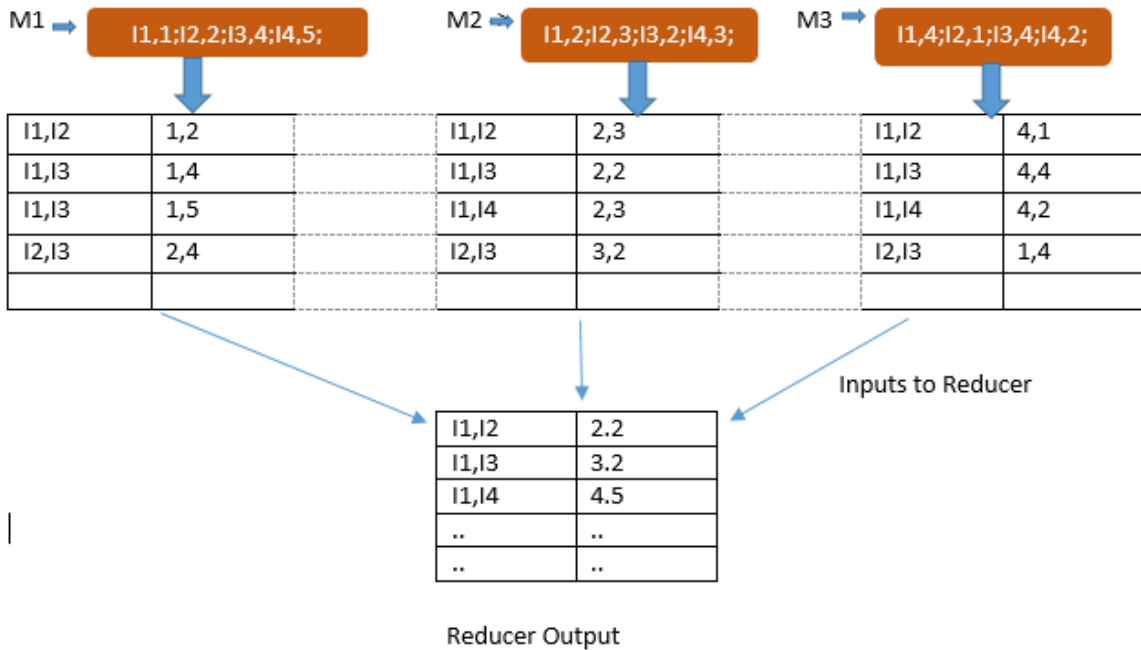 M1 I1,1;I2,2;I3,4;I4,5; M2 I1,2;I2,3;I3,2;I4,3; M3 I1,4;I2,1;I3,4;I4,2;
I1,I2 1,2 I1,I2 2,3 I1,I2 4,1
I1,I3 1,4 I1,I3 2,2 I1,I3 4,4
I1,I3 1,5 I1,I4 2,3 I1,I4 4,2
I2,I3 2,4 I2,I3 3,2 I2,I3 1,4
Inputs to Reducer
I1,I2 2.2
I1,I3 3.2
I1,I4 4.5
.. ..
.. ..
Reducer Output